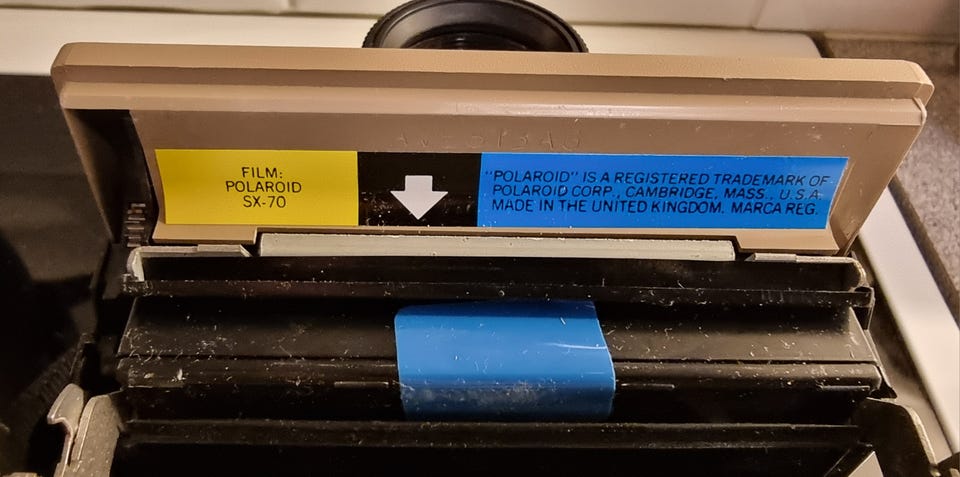 FILM:
POLAROID
SX-70
"POLAROID" IS A REGISTERED TRADEMARK OF
POLAROID CORP., CAMBRIDGE, MASS., U.S.A.
MADE IN THE UNITED KINGDOM. MARCA REG.